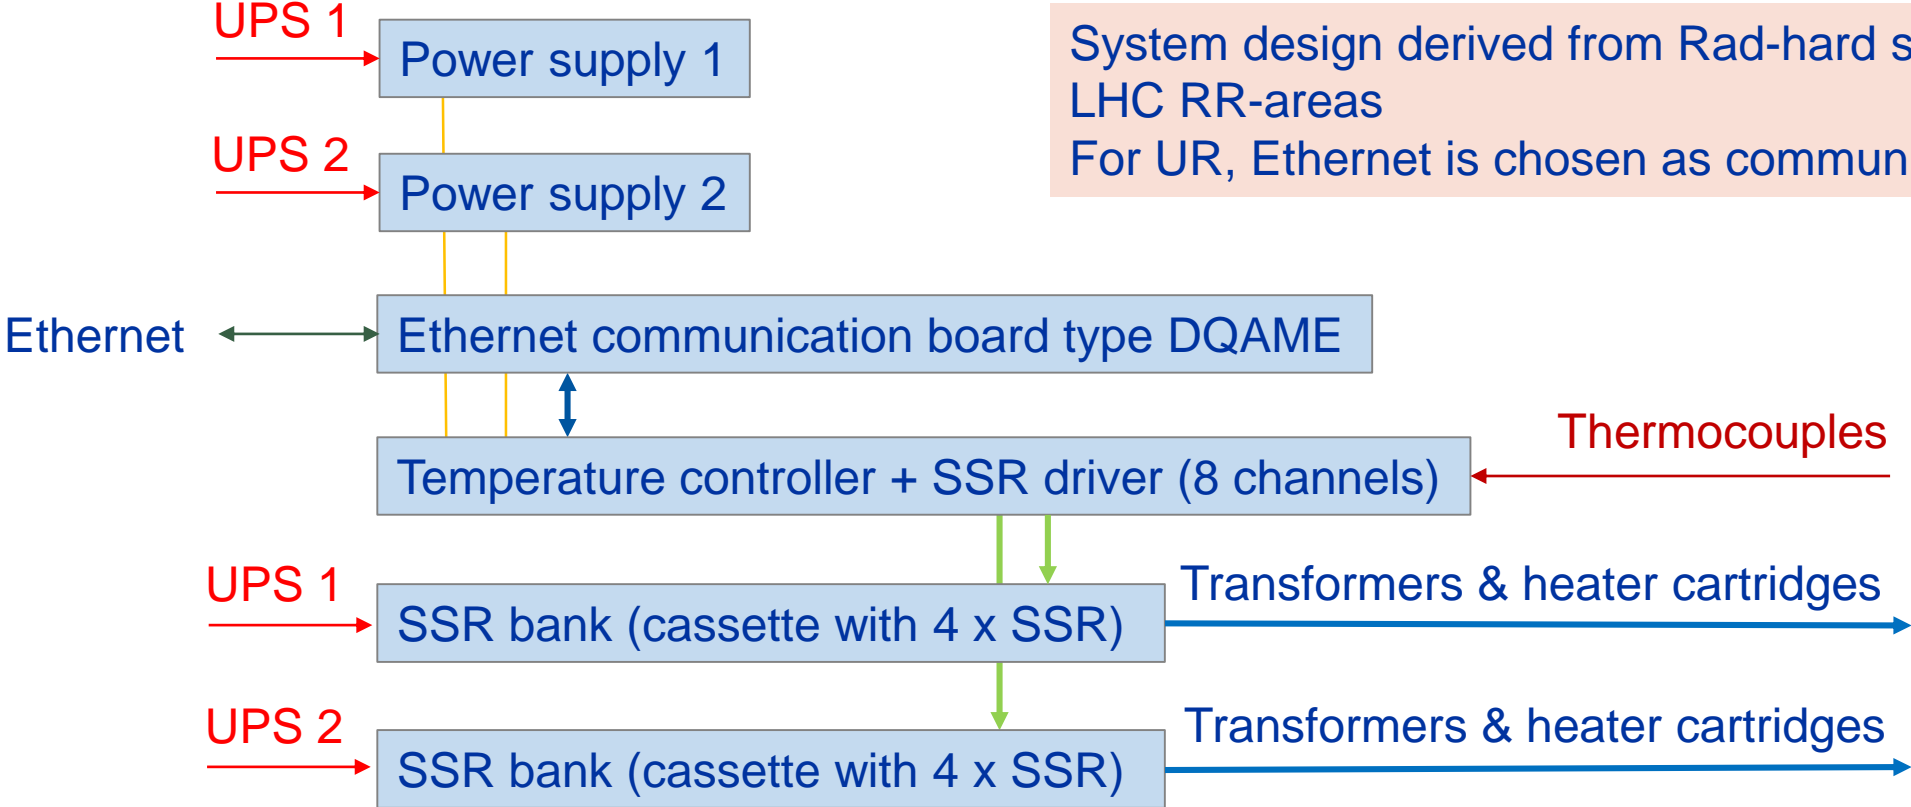 UPS 1
Power supply 1
System design derived from Rad-hard
LHC RR-areas
For UR, Ethernet is chosen as
UPS 2
Power supply 2
Ethernet
Ethernet communication board type DQAME
Thermocouples
Temperature controller + SSR driver (8 channels)
UPS 1
SSR bank (cassette with 4 x SSR)
Transformers & heater cartridges
UPS 2
SSR bank (cassette with 4 x SSR)
Transformers & heater cartridges